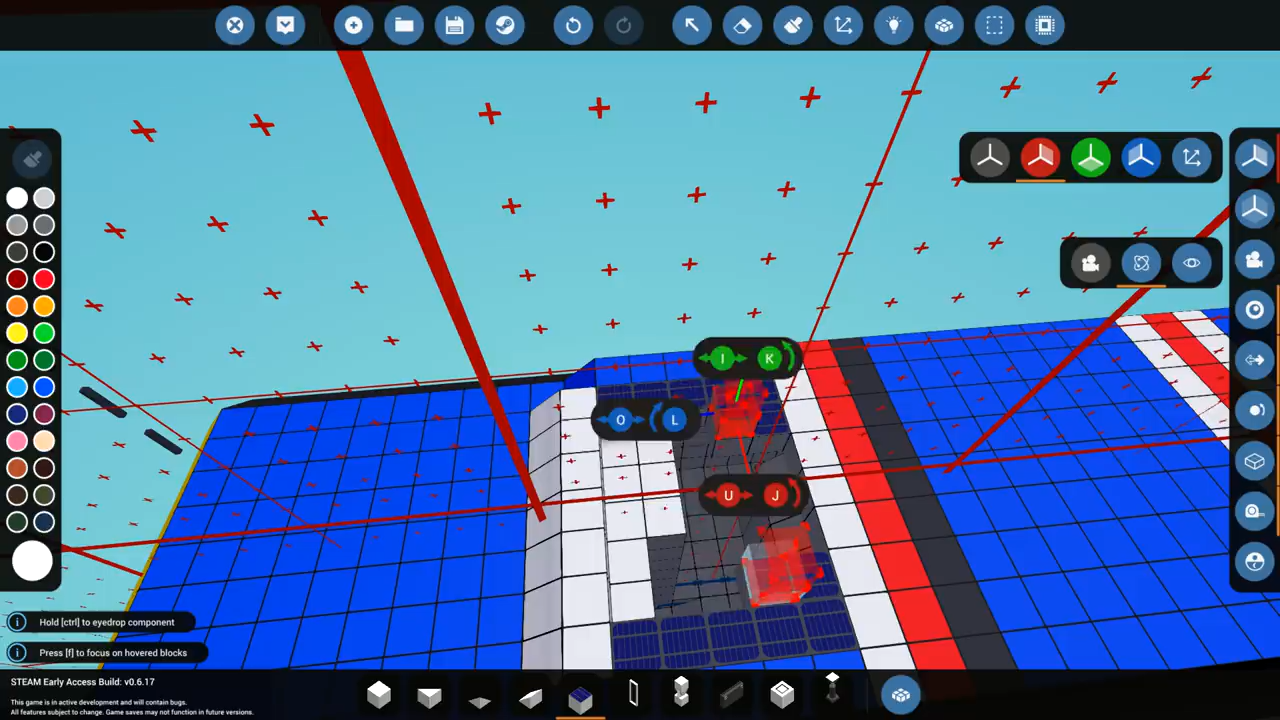 I K
O L
U J
Hold [ctrl] to eyedrop component
Press [f] to focus on hovered blocks
STEAM Early Access Build: v0.6.17
This game is in active development and will contain bugs.
All features subject to change. Game saves may not function in future versions.